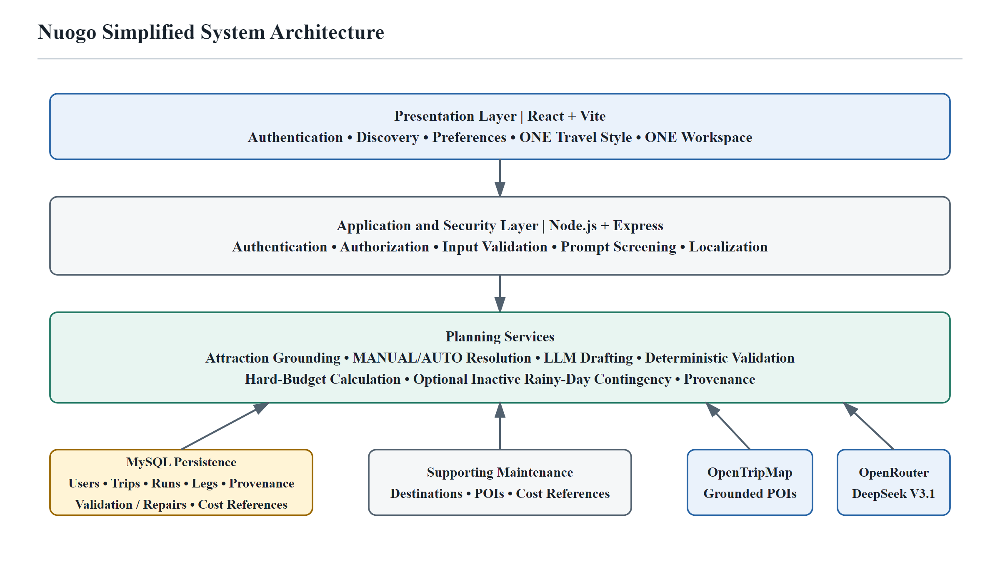 Nuogo Simplified System Architecture
Presentation Layer | React + Vite
Authentication • Discovery • Preferences • ONE Travel Style • ONE Workspace
Application and Security Layer | Node.js + Express
Authentication • Authorization • Input Validation • Prompt Screening • Localization
Planning Services
Attraction Grounding • MANUAL/AUTO Resolution • LLM Drafting • Deterministic Validation
Hard-Budget Calculation • Optional Inactive Rainy-Day Contingency • Provenance
MySQL Persistence
Users • Trips • Runs • Legs • Provenance
Validation / Repairs • Cost References
Supporting Maintenance
Destinations • POIs • Cost References
OpenTripMap
Grounded POIs
OpenRouter
DeepSeek V3.1